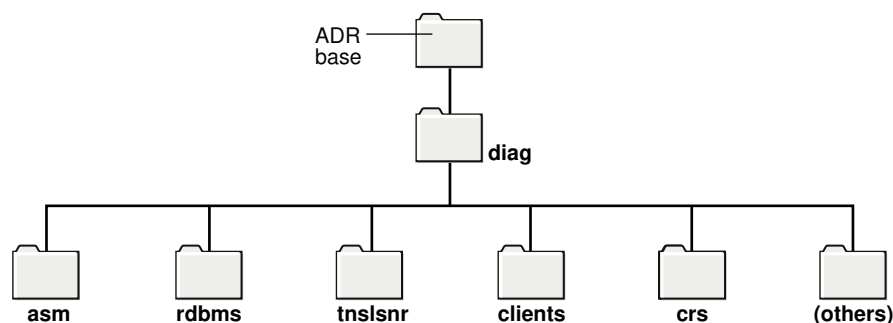 ADR
base
diag
asm
rdbms
tnslsnr
clients
crs
(others)